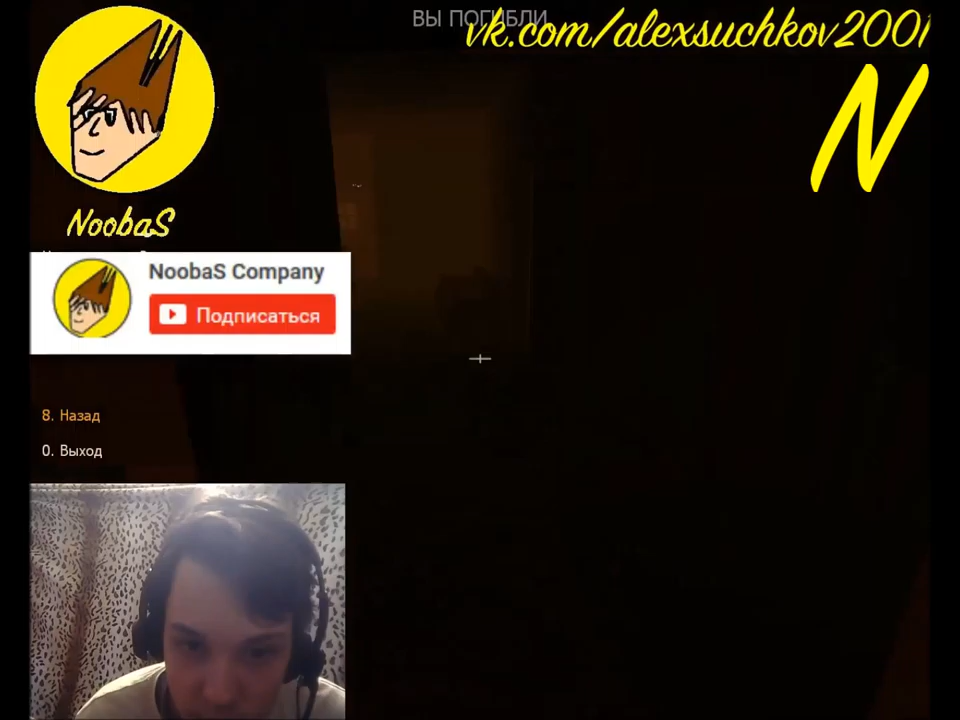 ВЫ ПОГИБЛИ
vk.com/alexsuchkov2001
N
NoobaS
NoobaS Company
Подписаться
8. Назад
0. Выход